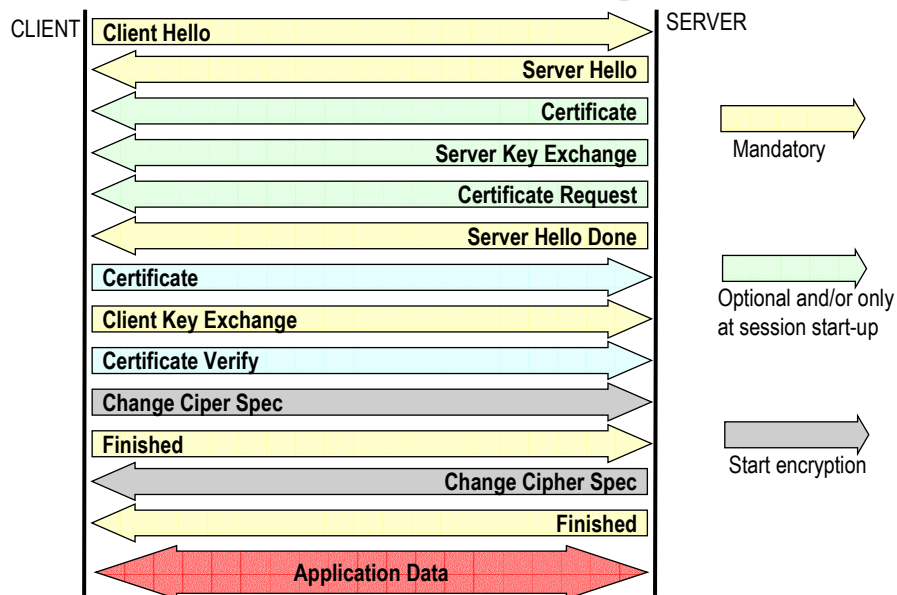 CLIENT
SERVER
Client Hello
Server Hello
Certificate
Server Key Exchange
Certificate Request
Server Hello Done
Certificate
Client Key Exchange
Certificate Verify
Change Ciper Spec
Finished
Change Cipher Spec
Finished
Application Data
Mandatory
Optional and/or only
at session start-up
Start encryption